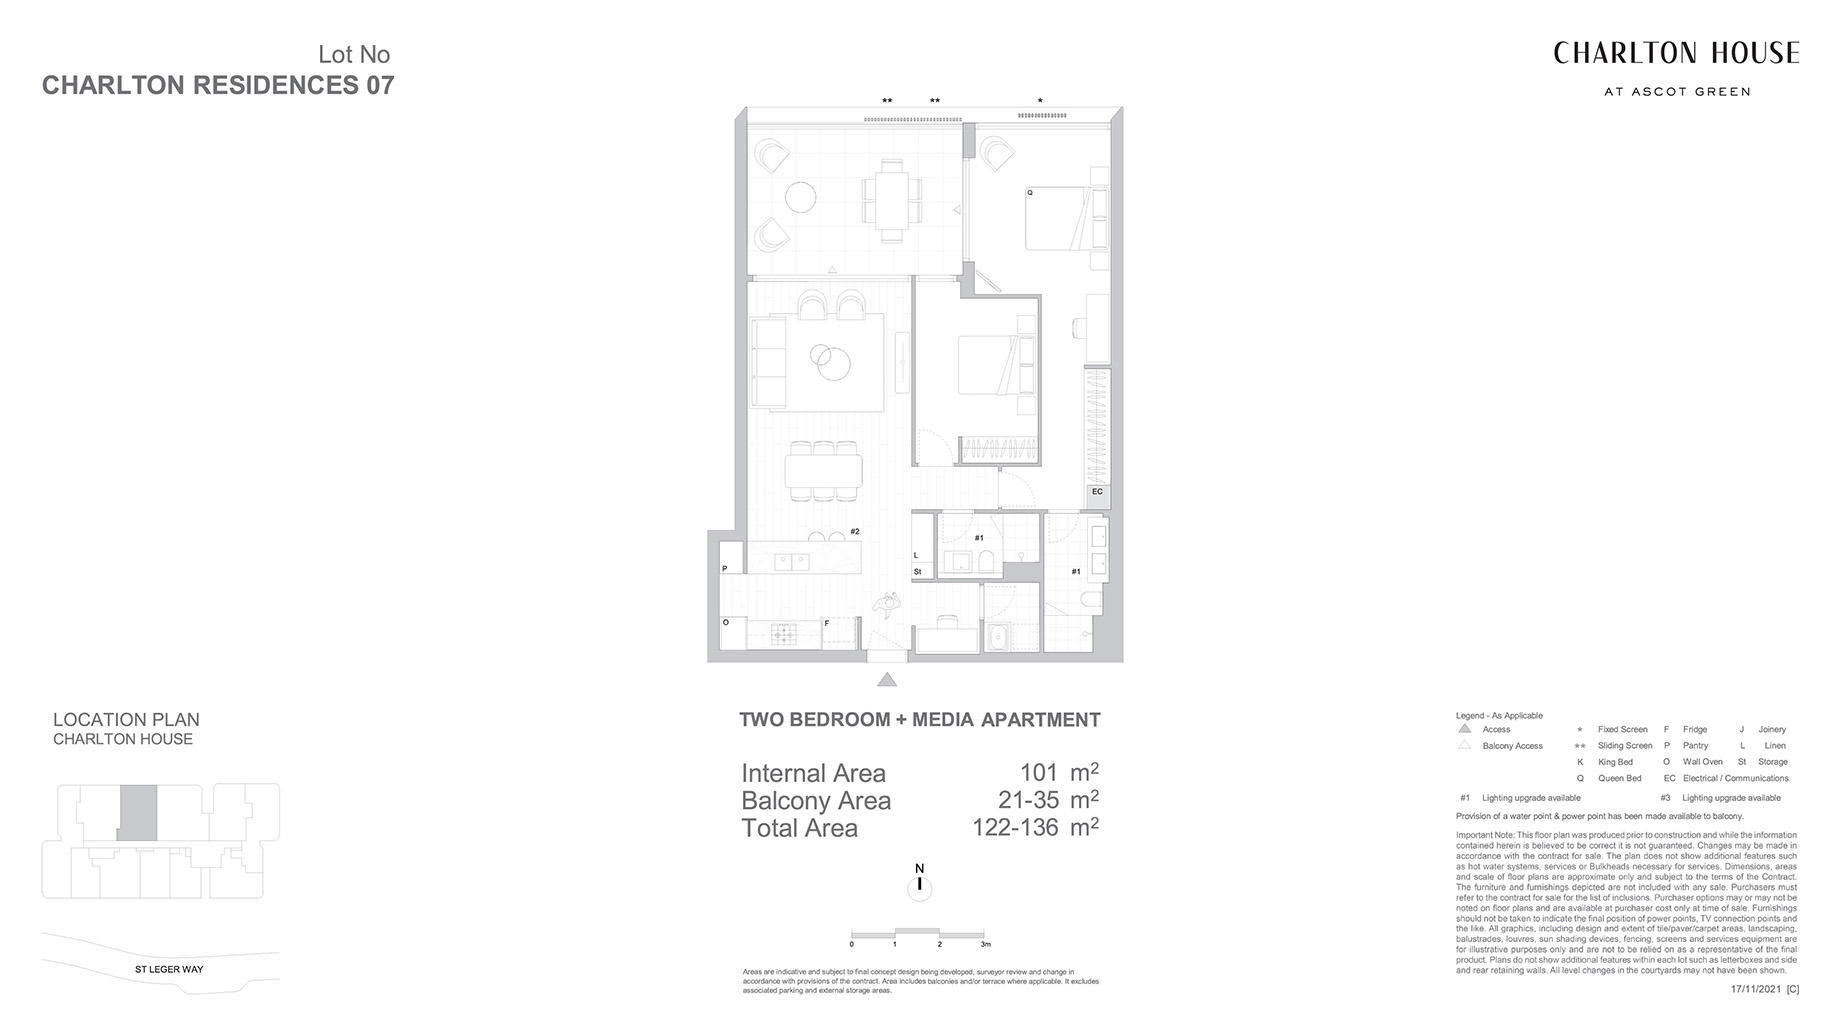 Lot No
CHARLTON RESIDENCES 07
CHARLTON HOUSE
AT ASCOT GREEN
** ** *
Q
EC
#2
#1
L
St
#1
P
O
F
TWO BEDROOM + MEDIA APARTMENT
Internal Area 101 m²
Balcony Area 21-35 m²
Total Area 122-136 m²
N
0 1 2 3m
Areas are indicative and subject to final concept design being developed, surveyor review and change in
accordance with provisions of the contract. Area includes balconies and/or terrace where applicable. It excludes
associated parking and external storage areas.
LOCATION PLAN
CHARLTON HOUSE
ST LEGER WAY
Legend - As Applicable
Access * Fixed Screen F Fridge J Joinery
Balcony Access ** Sliding Screen P Pantry L Linen
K King Bed O Wall Oven St Storage
Q Queen Bed EC Electrical / Communications
#1 Lighting upgrade available #3 Lighting upgrade available
Provision of a water point & power point has been made available to balcony.
Important Note: This floor plan was produced prior to construction and while the information
contained herein is believed to be correct it is not guaranteed. Changes may be made in
accordance with the contract for sale. The plan does not show additional features such
as hot water systems, services or Bulkheads necessary for services. Dimensions, areas
and scale of floor plans are approximate only and subject to the terms of the Contract.
The furniture and furnishings depicted are not included with any sale. Purchasers must
refer to the contract for sale for the list of inclusions. Purchaser options may or may not be
noted on floor plans and are available at purchaser cost only at time of sale. Furnishings
should not be taken to indicate the final position of power points, TV connection points and
the like. All graphics, including design and extent of tile/paver/carpet areas, landscaping,
balustrades, louvres, sun shading devices, fencing, screens and services equipment are
for illustrative purposes only and are not to be relied on as a representative of the final
product. Plans do not show additional features within each lot such as letterboxes and side
and rear retaining walls. All level changes in the courtyards may not have been shown.
17/11/2021 [C]